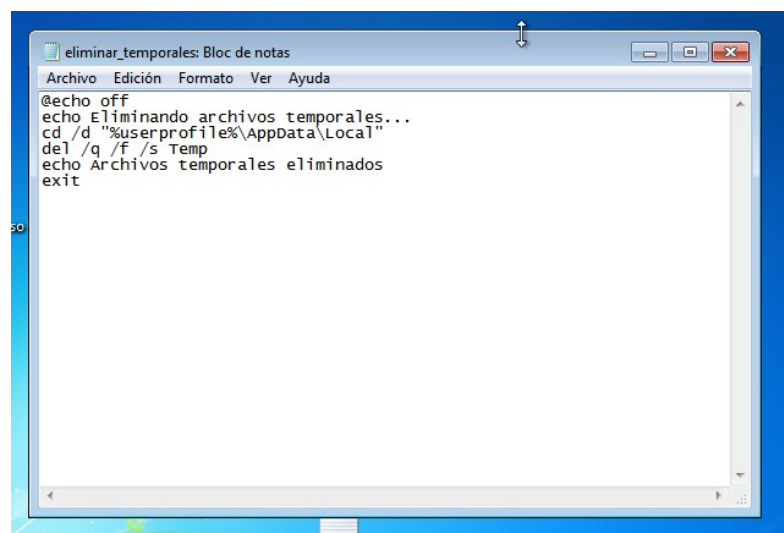 eliminar_temporales: Bloc de notas
Archivo Edición Formato Ver Ayuda
@echo off
echo Eliminando archivos temporales...
cd /d "%userprofile%\AppData\Local"
del /q /f /s Temp
echo Archivos temporales eliminados
exit
so